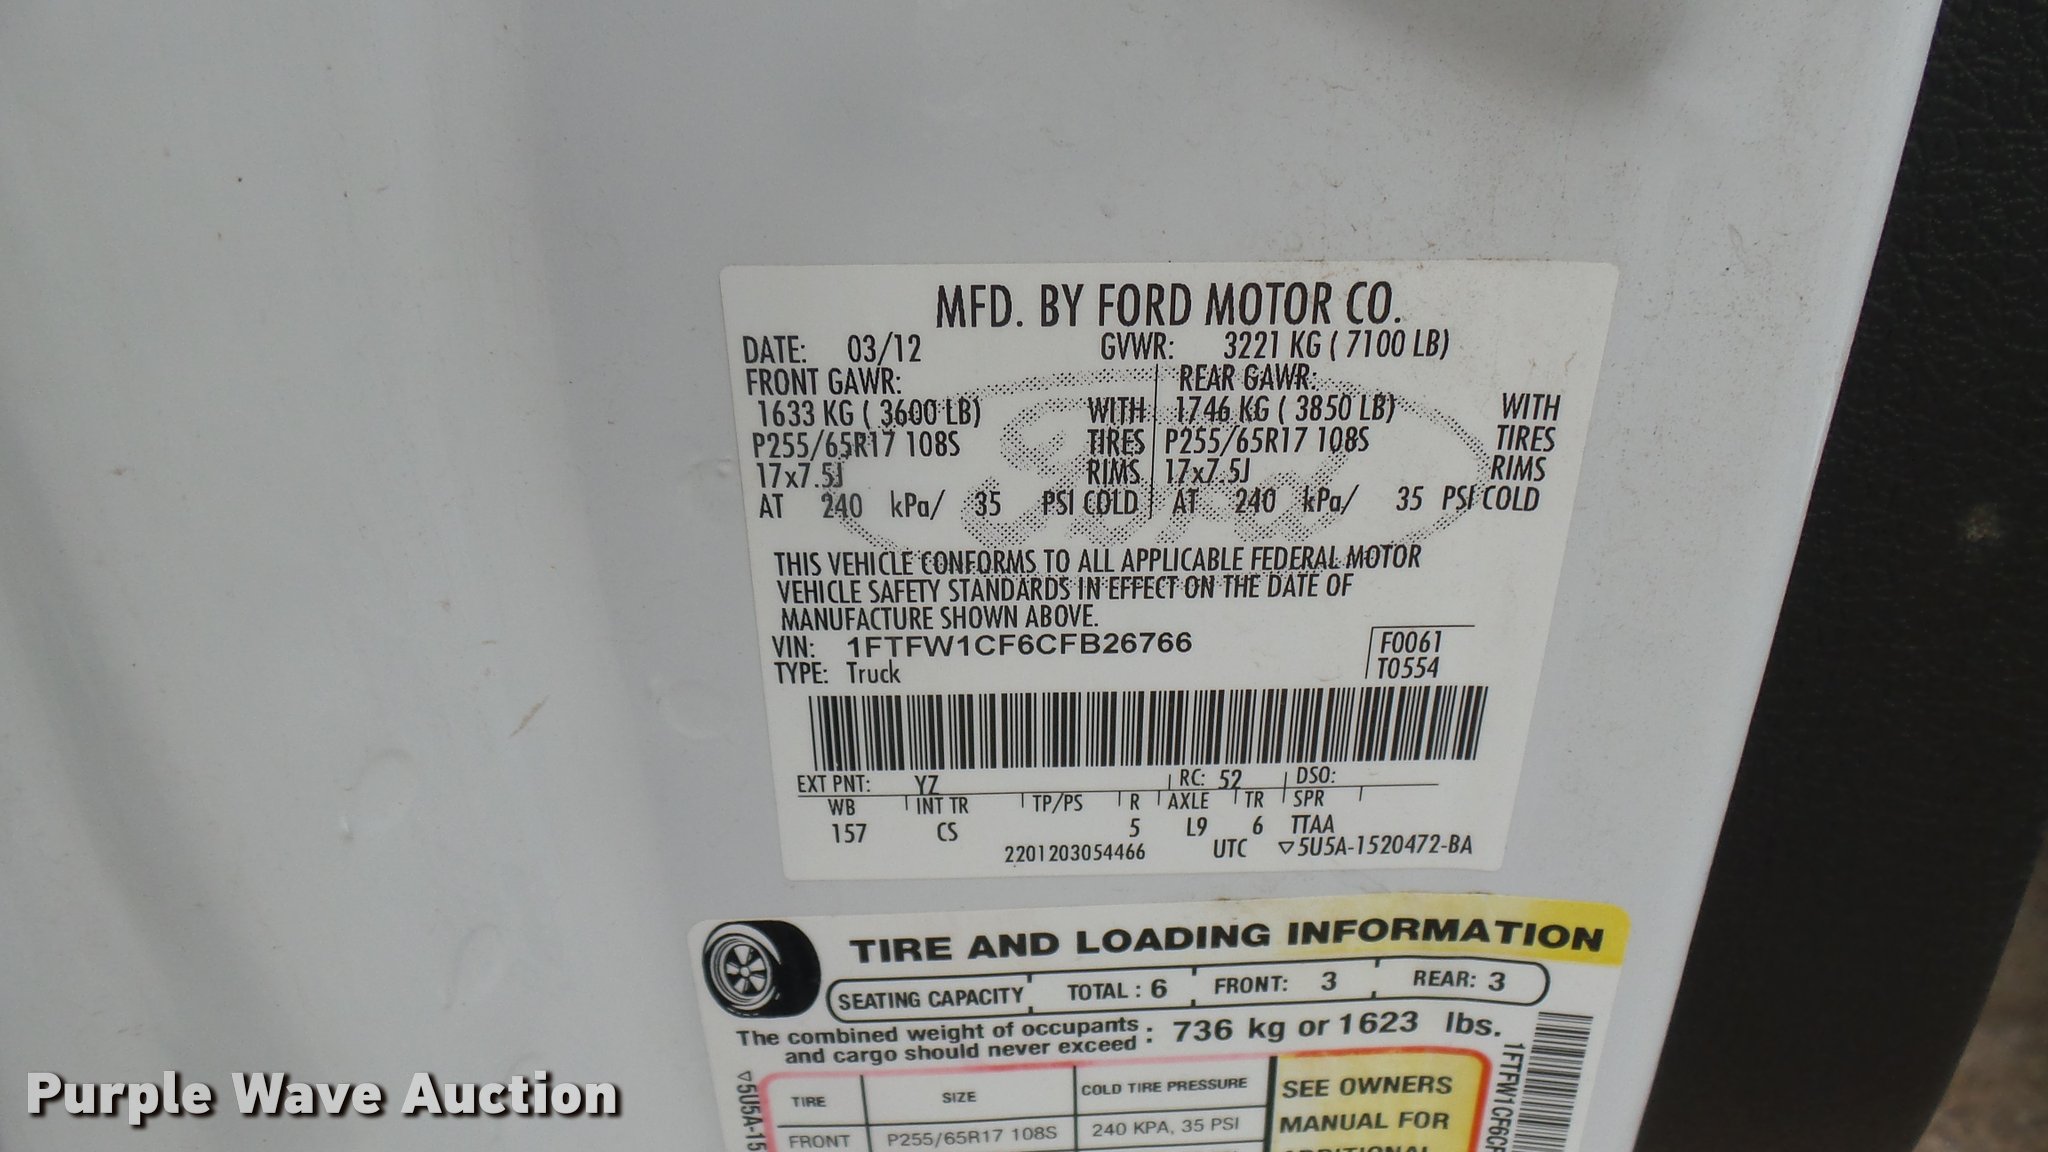 MFD. BY FORD MOTOR CO.
DATE: 03/12 GVWR: 3221 KG ( 7100 LB)
FRONT GAWR: REAR GAWR:
1633 KG ( 3600 LB) WITH 1746 KG ( 3850 LB) WITH
P255/65R17 108S TIRES P255/65R17 108S TIRES
17x7.5J RIMS 17x7.5J RIMS
AT 240 kPa/ 35 PSI COLD AT 240 kPa/ 35 PSI COLD
Ford
THIS VEHICLE CONFORMS TO ALL APPLICABLE FEDERAL MOTOR
VEHICLE SAFETY STANDARDS IN EFFECT ON THE DATE OF
MANUFACTURE SHOWN ABOVE.
VIN: 1FTFW1CF6CFB26766 F0061
TYPE: Truck T0554
EXT PNT: YZ RC: 52 DSO:
WB INT TR TP/PS R AXLE TR SPR
157 CS 5 L9 6 TTAA
2201203054466 UTC ▽5U5A-1520472-BA
TIRE AND LOADING INFORMATION
SEATING CAPACITY TOTAL : 6 FRONT: 3 REAR: 3
The combined weight of occupants : 736 kg or 1623 lbs.
and cargo should never exceed :
TIRE SIZE COLD TIRE PRESSURE SEE OWNERS
FRONT P255/65R17 108S 240 KPA, 35 PSI MANUAL FOR
ADDITIONAL
▽5U5A-15
1FTFW1CF6CF
Purple Wave Auction